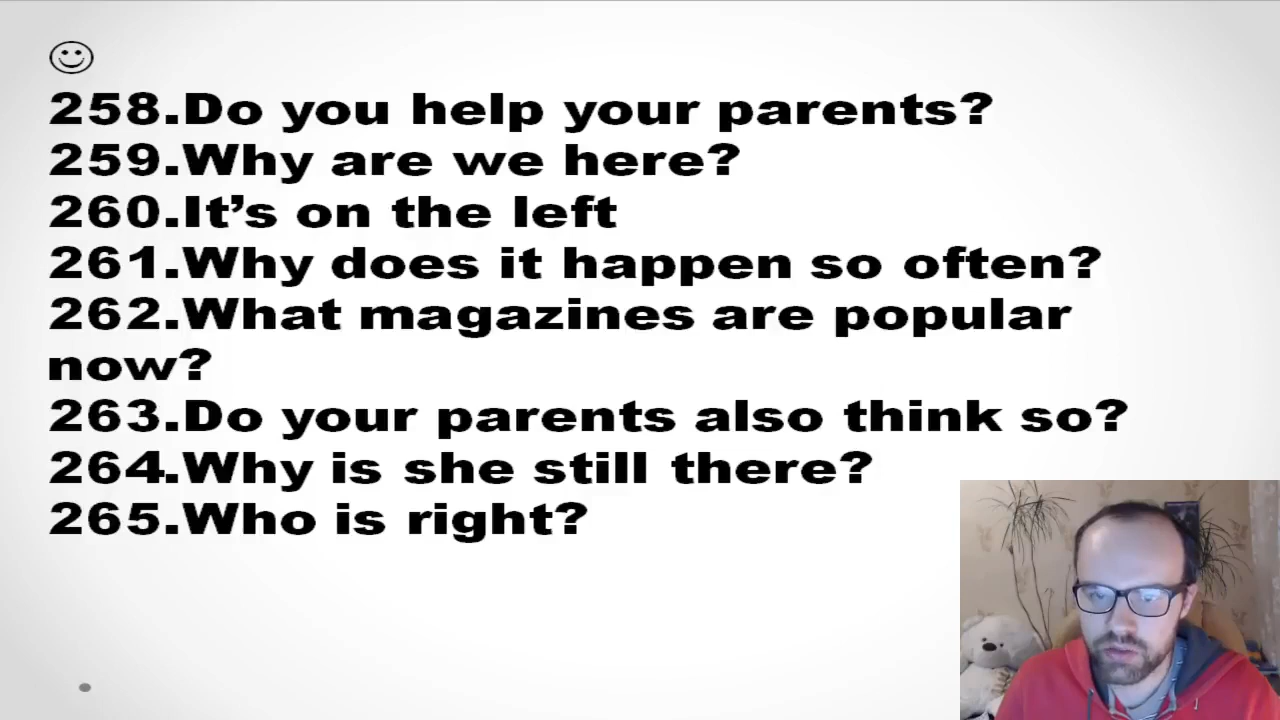 258.Do you help your parents?
259.Why are we here?
260.It’s on the left
261.Why does it happen so often?
262.What magazines are popular
now?
263.Do your parents also think so?
264.Why is she still there?
265.Who is right?